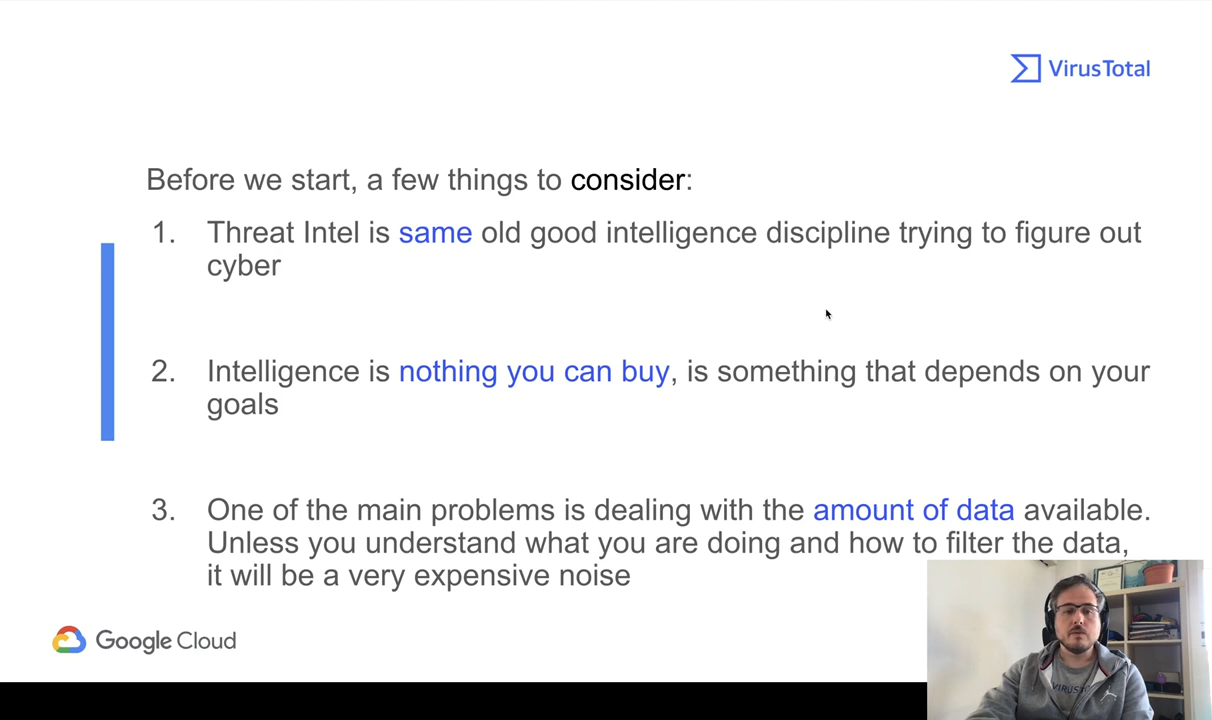 VirusTotal
Before we start, a few things to consider:
1. Threat Intel is same old good intelligence discipline trying to figure out
cyber
2. Intelligence is nothing you can buy, is something that depends on your
goals
3. One of the main problems is dealing with the amount of data available.
Unless you understand what you are doing and how to filter the data,
it will be a very expensive noise
Google Cloud